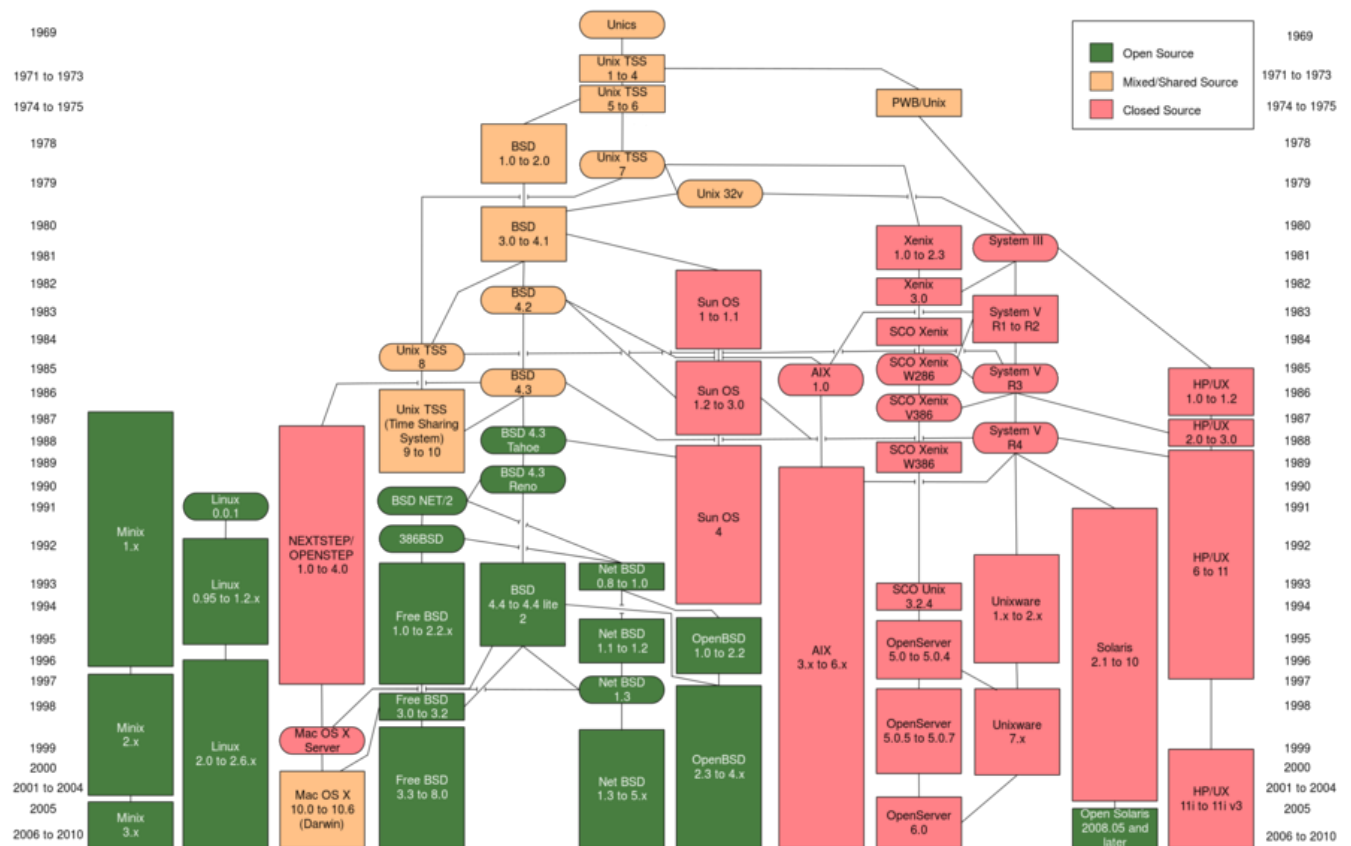 Unics
1969
1969
Open Source
Unix TSS
1 to 4
1971 to 1973
1971 to 1973
Mixed/Shared Source
Unix TSS
5 to 6
PWB/Unix
1974 to 1975
1974 to 1975
Closed Source
BSD
1.0 to 2.0
1978
1978
Unix TSS
7
1979
Unix 32v
1979
1980
BSD
3.0 to 4.1
Xenix
1.0 to 2.3
System III
1980
1981
1981
1982
BSD
4.2
Sun OS
1 to 1.1
Xenix
3.0
1982
1983
System V
R1 to R2
1983
SCO Xenix
1984
1984
Unix TSS
8
SCO Xenix
W286
1985
BSD
4.3
AIX
1.0
System V
R3
1985
1986
Sun OS
1.2 to 3.0
HP/UX
1.0 to 1.2
1986
Unix TSS
(Time Sharing
System)
9 to 10
SCO Xenix
V386
1987
1987
HP/UX
2.0 to 3.0
1988
BSD 4.3
Tahoe
System V
R4
1988
SCO Xenix
W386
1989
1989
BSD 4.3
Reno
1990
1990
Linux
0.0.1
BSD NET/2
1991
1991
Minix
1.x
Sun OS
4
386BSD
1992
1992
NEXTSTEP/
OPENSTEP
1.0 to 4.0
HP/UX
6 to 11
Net BSD
0.8 to 1.0
1993
1993
Linux
0.95 to 1.2.x
SCO Unix
3.2.4
BSD
4.4 to 4.4 lite
2
Unixware
1.x to 2.x
1994
1994
Free BSD
1.0 to 2.2.x
Net BSD
1.1 to 1.2
OpenBSD
1.0 to 2.2
1995
1995
OpenServer
5.0 to 5.0.4
Solaris
2.1 to 10
AIX
3.x to 6.x
1996
1996
1997
Net BSD
1.3
1997
Free BSD
3.0 to 3.2
1998
1998
Minix
2.x
OpenServer
5.0.5 to 5.0.7
Unixware
7.x
Mac OS X
Server
1999
1999
Linux
2.0 to 2.6.x
OpenBSD
2.3 to 4.x
2000
2000
Free BSD
3.3 to 8.0
Net BSD
1.3 to 5.x
2001 to 2004
2001 to 2004
Mac OS X
10.0 to 10.6
(Darwin)
HP/UX
11i to 11i v3
2005
2005
Minix
3.x
OpenServer
6.0
Open Solaris
2008.05 and
later
2006 to 2010
2006 to 2010